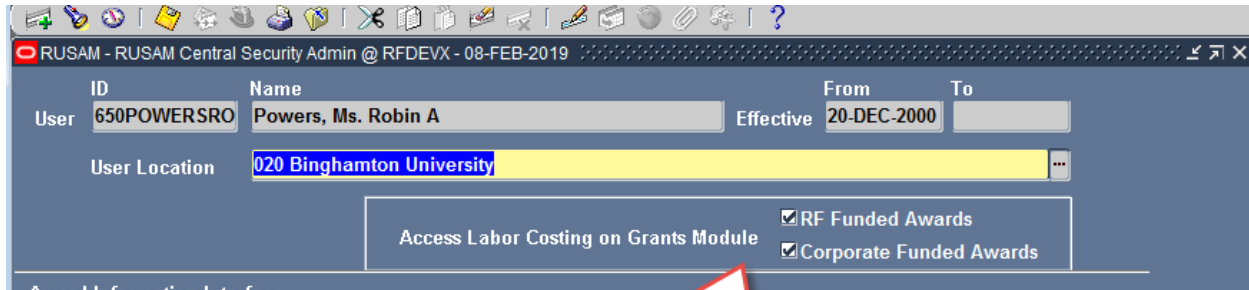 RUSAM - RUSAM Central Security Admin @ RFDEVX - 08-FEB-2019
ID Name From To
User 650POWERSRO Powers, Ms. Robin A Effective 20-DEC-2000
User Location 020 Binghamton University ...
RF Funded Awards
Access Labor Costing on Grants Module
Corporate Funded Awards